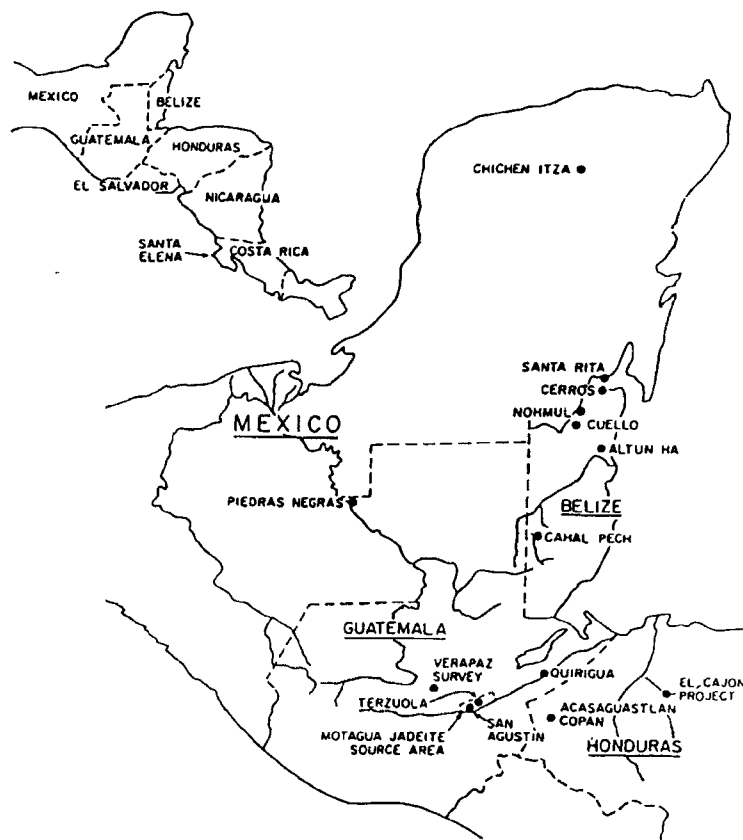 MEXICO
BELIZE
GUATEMALA
HONDURAS
EL SALVADOR
NICARAGUA
SANTA
ELENA
COSTA RICA
CHICHEN ITZA
SANTA RITA
CERROS
NOHMUL
CUELLO
MEXICO
ALTUN HA
PIEDRAS NEGRAS
BELIZE
CAHAL PECH
GUATEMALA
VERAPAZ
SURVEY
QUIRIGUA
TERZUOLA
EL CAJON
PROJECT
MOTAGUA JADEITE
SOURCE AREA
SAN
AGUSTIN
ACASAGUASTLAN
COPAN
HONDURAS